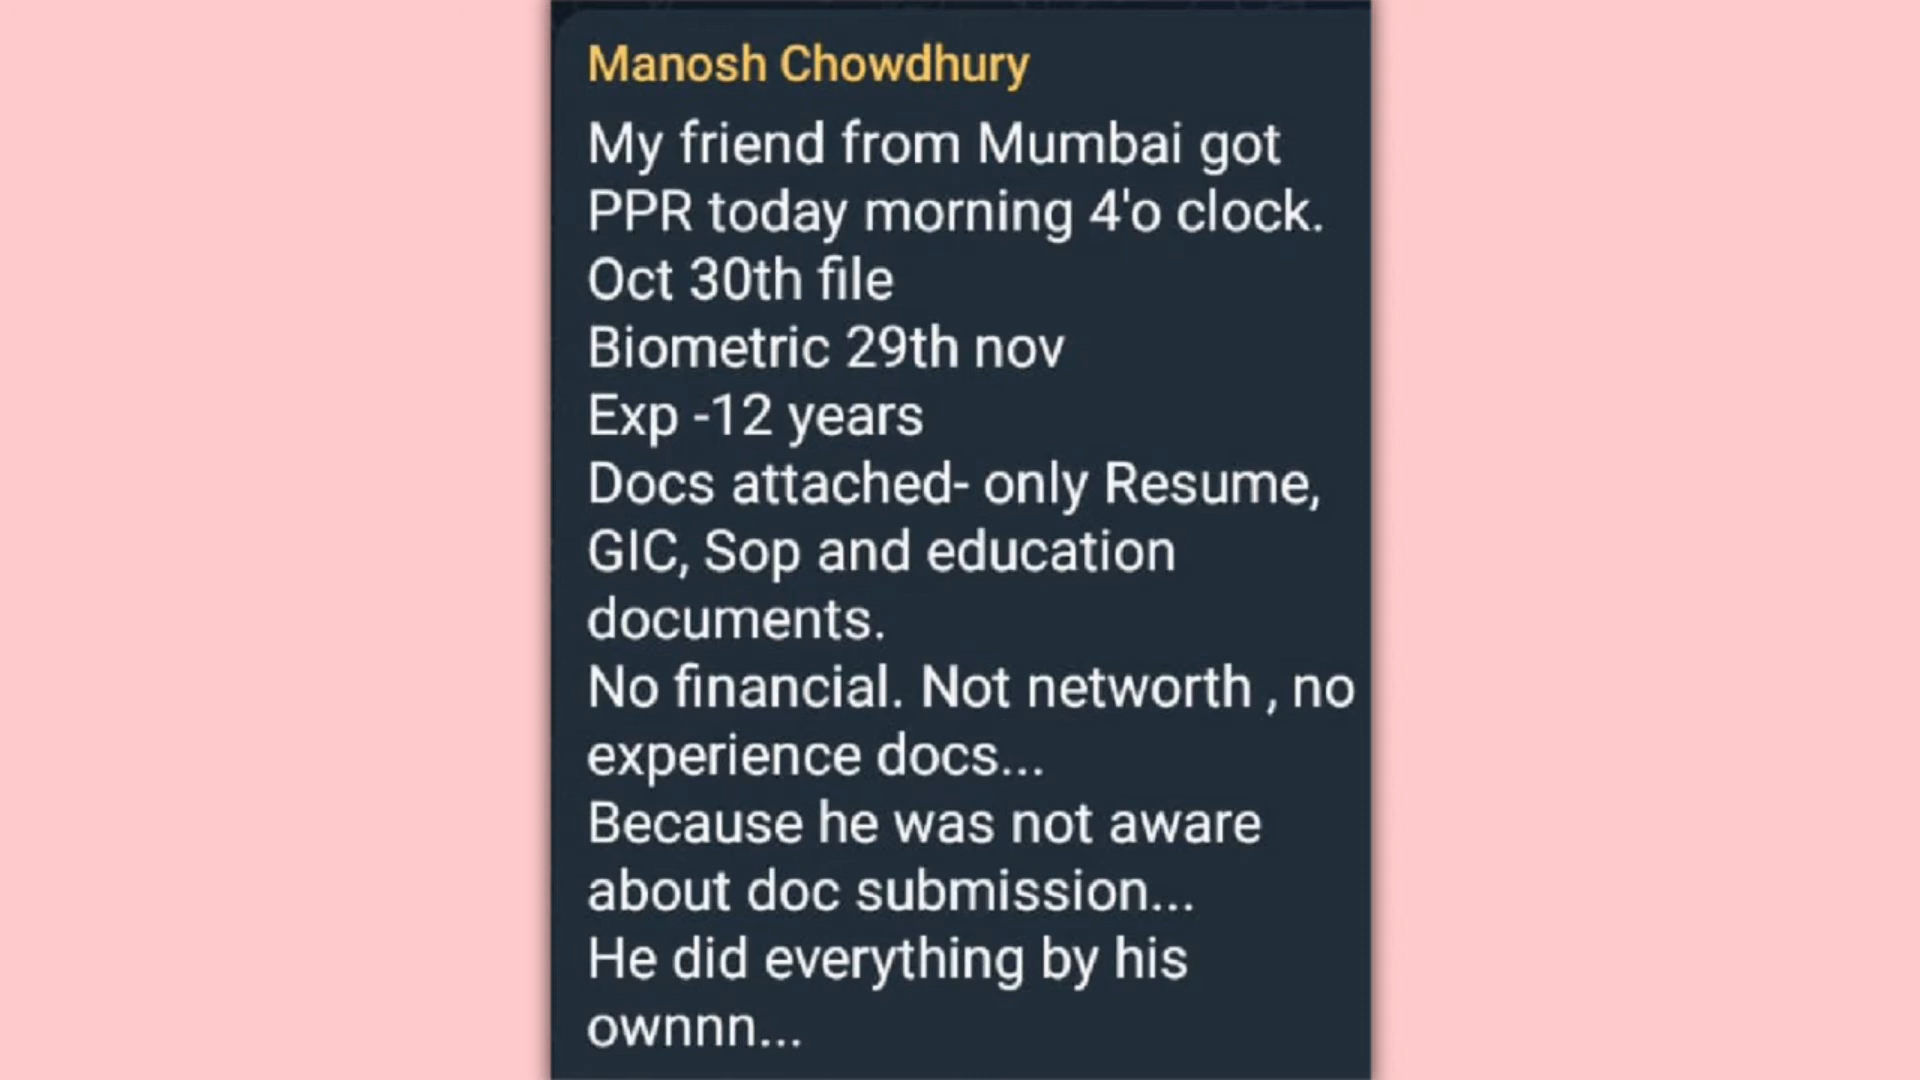 Manosh Chowdhury
My friend from Mumbai got
PPR today morning 4'o clock.
Oct 30th file
Biometric 29th nov
Exp -12 years
Docs attached- only Resume,
GIC, Sop and education
documents.
No financial. Not networth , no
experience docs...
Because he was not aware
about doc submission...
He did everything by his
ownnn...